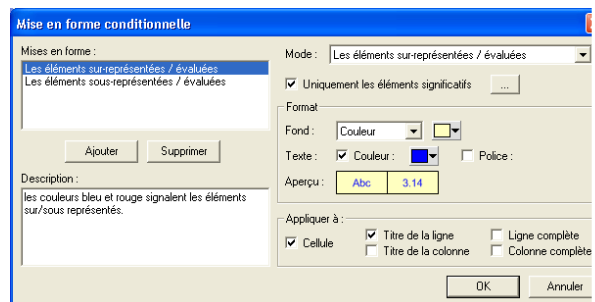 Mise en forme conditionnelle
Mises en forme :
Les éléments sur-représentées / évaluées
Les éléments sous-représentées / évaluées
Ajouter Supprimer
Description :
les couleurs bleu et rouge signalent les éléments
sur/sous représentés.
Mode : Les éléments sur-représentées / évaluées
Uniquement les éléments significatifs ...
Format
Fond : Couleur
Texte : Couleur : Police :
Aperçu : Abc 3.14
Appliquer à :
Cellule
Titre de la ligne Ligne complète
Titre de la colonne Colonne complète
OK Annuler